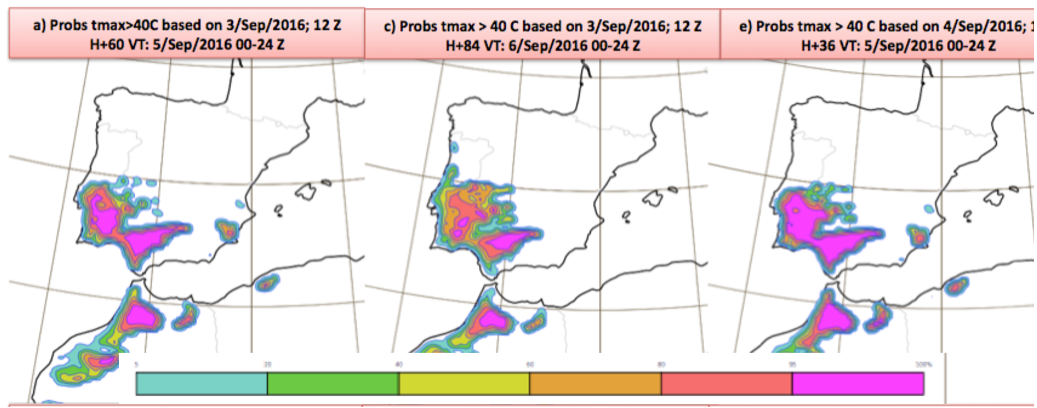 a) Probs tmax>40C based on 3/Sep/2016; 12 Z
H+60 VT: 5/Sep/2016 00-24 Z
c) Probs tmax > 40 C based on 3/Sep/2016; 12 Z
H+84 VT: 6/Sep/2016 00-24 Z
e) Probs tmax > 40 C based on 4/Sep/2016;
H+36 VT: 5/Sep/2016 00-24 Z
5 20 40 60 80 95 100%